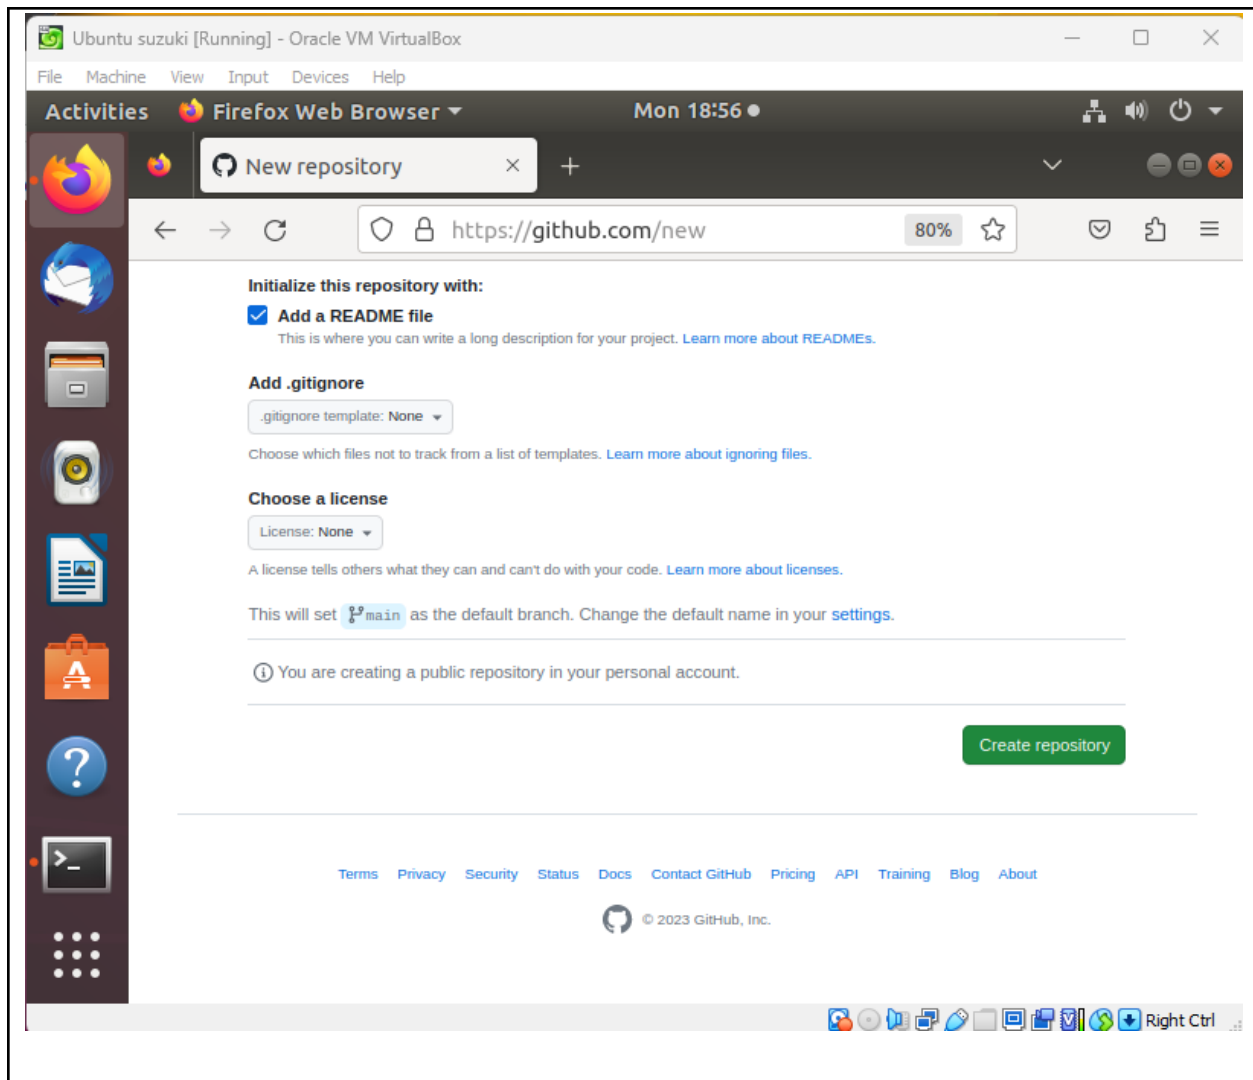 Ubuntu suzuki [Running] - Oracle VM VirtualBox
File Machine View Input Devices Help
Activities Firefox Web Browser Mon 18:56
New repository
https://github.com/new 80%
Initialize this repository with:
Add a README file
This is where you can write a long description for your project. Learn more about READMEs.
Add .gitignore
.gitignore template: None
Choose which files not to track from a list of templates. Learn more about ignoring files.
Choose a license
License: None
A license tells others what they can and can't do with your code. Learn more about licenses.
This will set main as the default branch. Change the default name in your settings.
You are creating a public repository in your personal account.
Create repository
Terms Privacy Security Status Docs Contact GitHub Pricing API Training Blog About
© 2023 GitHub, Inc.
Right Ctrl